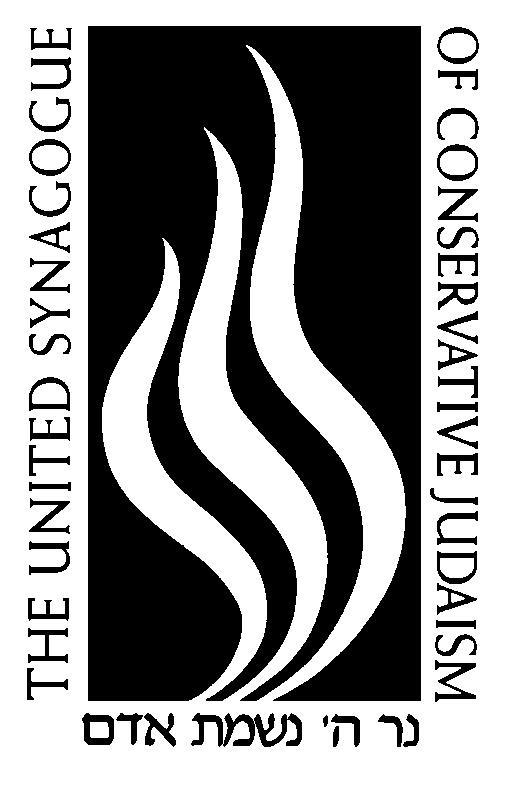 THE UNITED SYNAGOGUE
OF CONSERVATIVE JUDAISM
נר ה' נשמת אדם